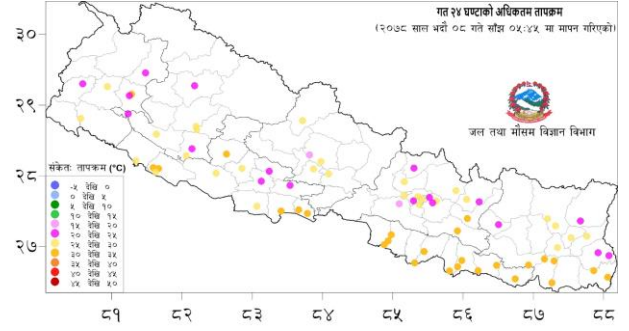 गत २४ घण्टाको अधिकतम तापक्रम
(२०७८ साल भदौ ०८ गते साँझ ०५:४५ मा मापन गरिएको)
२९
जल तथा मौसम विज्ञान विभाग
संकेतः तापक्रम (°C)
२८
-५ देखि ०
० देखि ५
५ देखि १०
१० देखि १५
१५ देखि २०
२० देखि २५
२५ देखि ३०
३० देखि ३५
३५ देखि ४०
४० देखि ४५
४५ देखि ५०
२७
८१ ८२ ८३ ८४ ८५ ८६ ८७ ८८